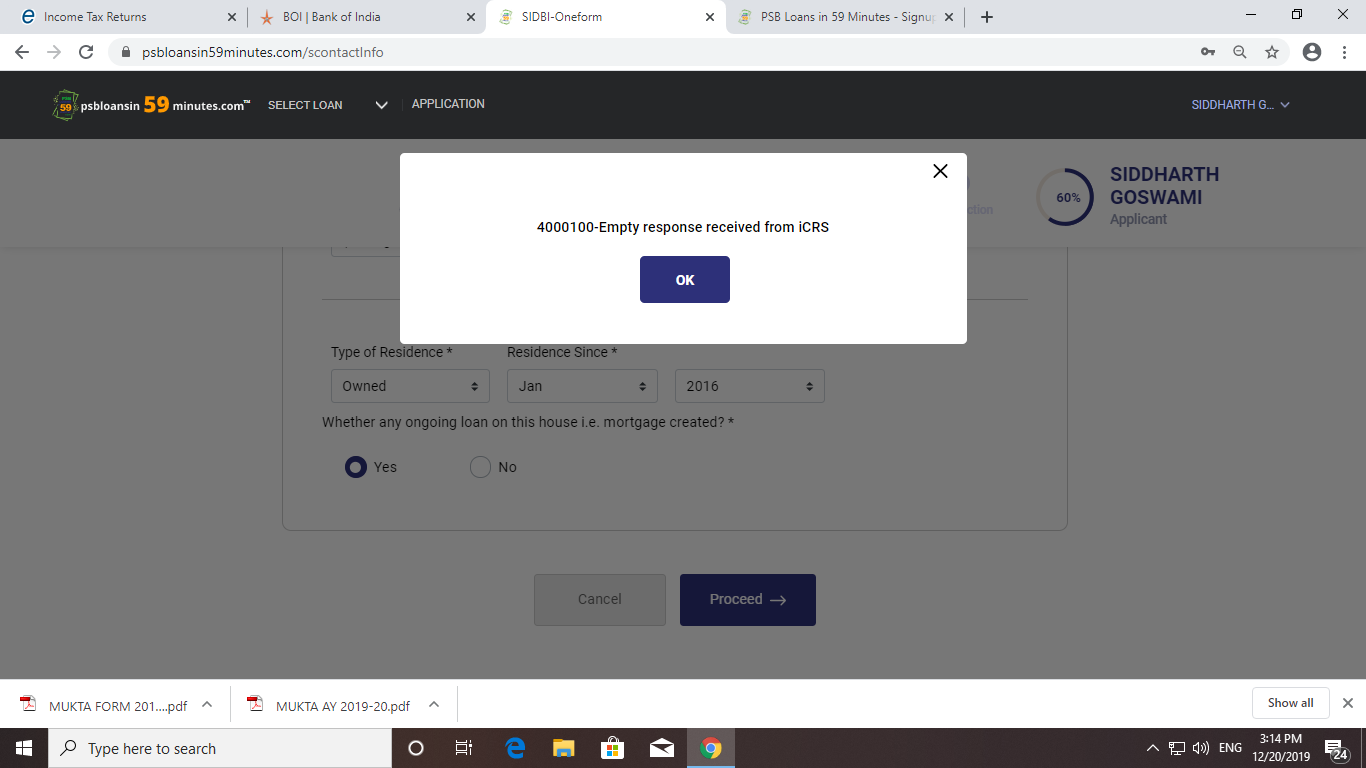 Income Tax Returns
BOI | Bank of India
SIDBI-Oneform
PSB Loans in 59 Minutes - Signup
psbloansin59minutes.com/scontactInfo
psbloansin 59 minutes.com™
SELECT LOAN
APPLICATION
SIDDHARTH G...
4000100-Empty response received from iCRS
OK
ction
60%
SIDDHARTH
GOSWAMI
Applicant
Type of Residence *
Residence Since *
Owned
Jan
2016
Whether any ongoing loan on this house i.e. mortgage created? *
Yes
No
Cancel
Proceed
MUKTA FORM 201....pdf
MUKTA AY 2019-20.pdf
Show all
Type here to search
ENG
3:14 PM
12/20/2019
24